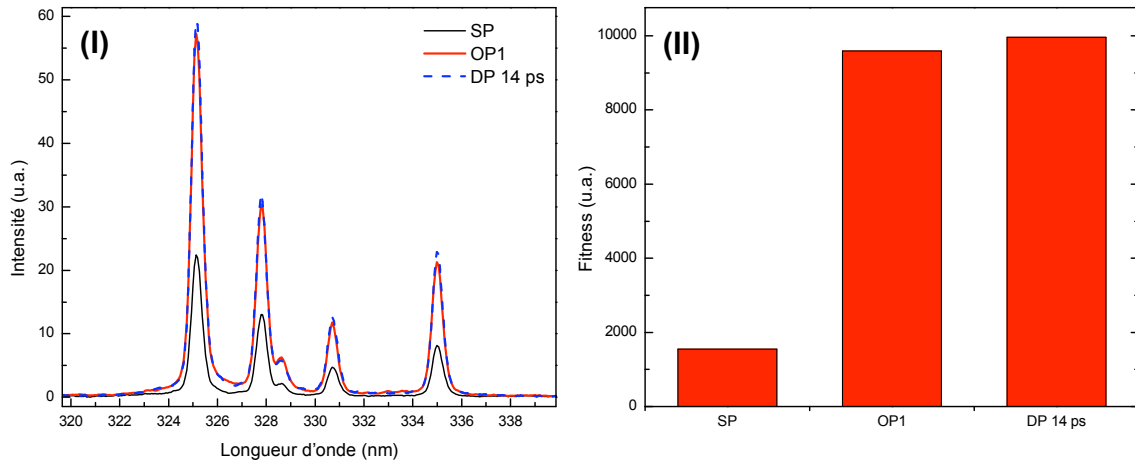 (I)
SP
OP1
DP 14 ps
60
50
40
30
20
10
0
Intensité (u.a.)
320 322 324 326 328 330 332 334 336 338
Longueur d'onde (nm)
(II)
10000
8000
6000
4000
2000
0
Fitness (u.a.)
SP OP1 DP 14 ps